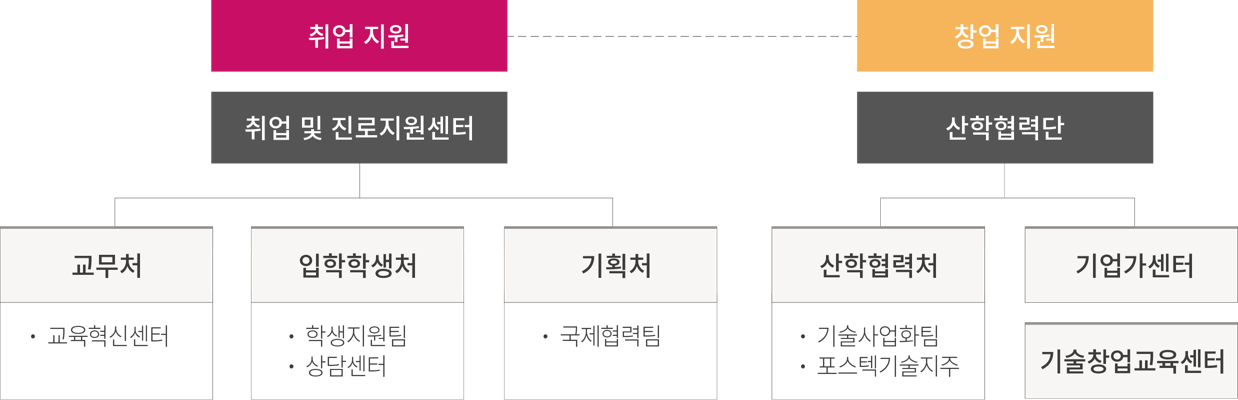 취업 지원
창업 지원
취업 및 진로지원센터
산학협력단
교무처
입학학생처
기획처
산학협력처
기업가센터
• 교육혁신센터
• 학생지원팀
• 상담센터
• 국제협력팀
• 기술사업화팀
• 포스텍기술지주
기술창업교육센터